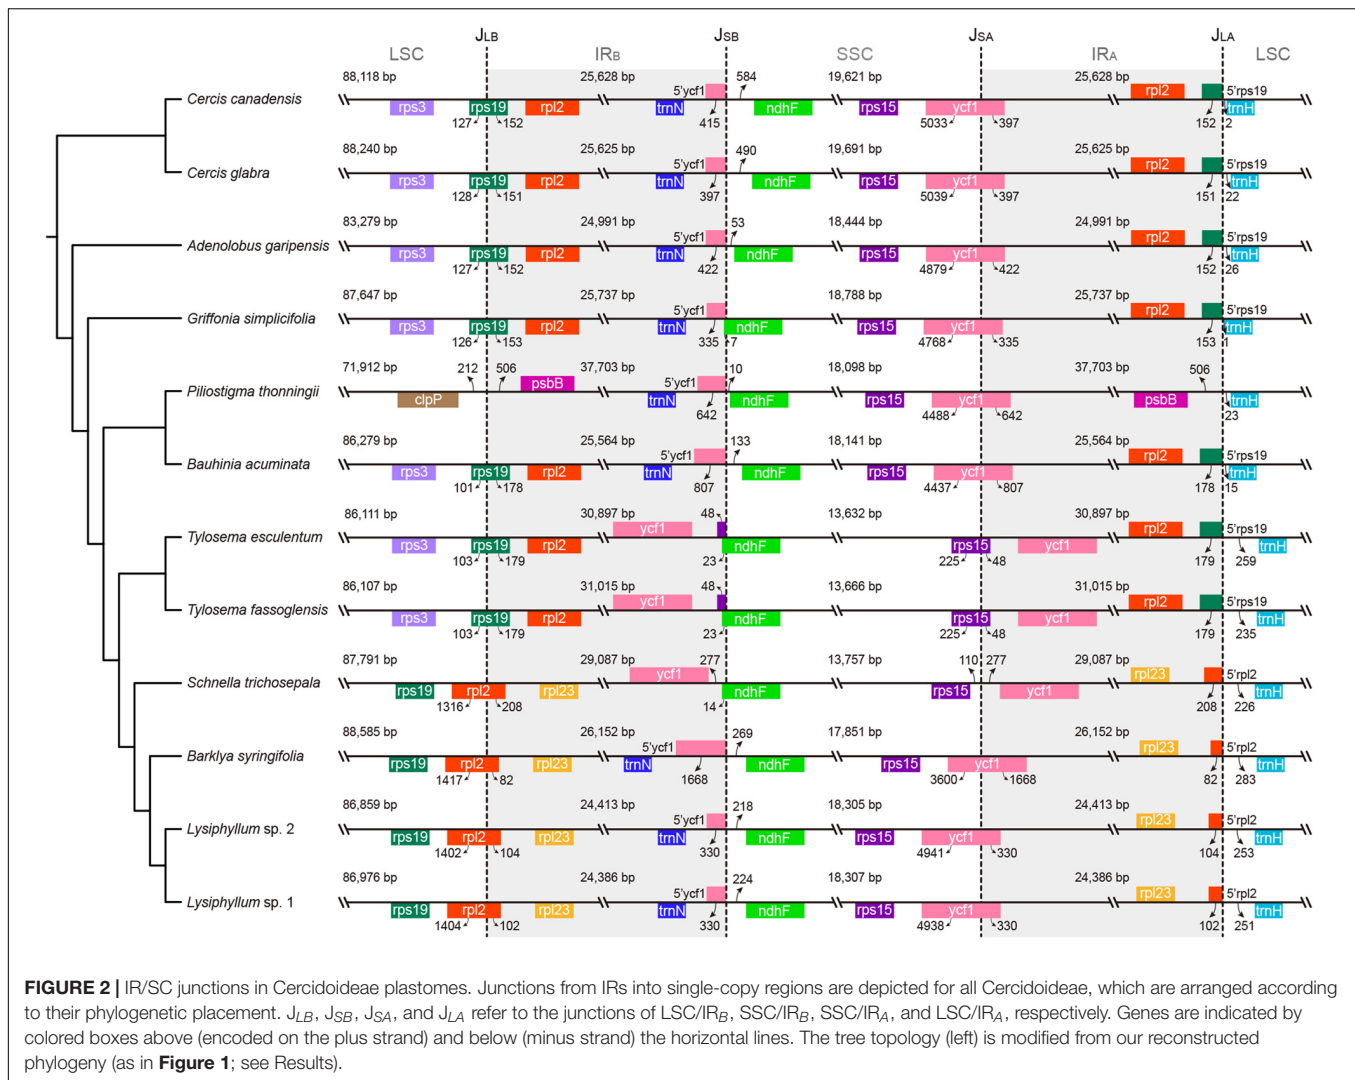 LSC JLB IRB JSB SSC JSA IRA JLA LSC
88,118 bp 25,628 bp 5'ycf1 584 19,621 bp 25,628 bp rpl2 5'rps19
Cercis canadensis
rps3 rps19 rpl2 trnN ndhF rps15 ycf1 trnH
127 152 415 5033 397 152 2
88,240 bp 25,625 bp 5'ycf1 490 19,691 bp 25,625 bp rpl2 5'rps19
Cercis glabra
rps3 rps19 rpl2 trnN ndhF rps15 ycf1 trnH
128 151 397 5039 397 151 22
83,279 bp 24,991 bp 5'ycf1 53 18,444 bp 24,991 bp rpl2 5'rps19
Adenolobus garipensis
rps3 rps19 rpl2 trnN ndhF rps15 ycf1 trnH
127 152 422 4879 422 152 26
87,647 bp 25,737 bp 5'ycf1 18,788 bp 25,737 bp rpl2 5'rps19
Griffonia simplicifolia
rps3 rps19 rpl2 trnN ndhF rps15 ycf1 trnH
126 153 335 7 4768 335 153 1
71,912 bp 212 506 psbB 37,703 bp 5'ycf1 10 18,098 bp 37,703 bp 506
Piliostigma thonningii
clpP trnN ndhF rps15 ycf1 psbB trnH
642 4488 642 23
86,279 bp 25,564 bp 5'ycf1 133 18,141 bp 25,564 bp rpl2 5'rps19
Bauhinia acuminata
rps3 rps19 rpl2 trnN ndhF rps15 ycf1 trnH
101 178 807 4437 807 178 15
86,111 bp 30,897 bp ycf1 48 13,632 bp 30,897 bp rpl2 5'rps19
Tylosema esculentum
rps3 rps19 rpl2 ndhF rps15 ycf1 trnH
103 179 23 225 48 179 259
86,107 bp 31,015 bp ycf1 48 13,666 bp 31,015 bp rpl2 5'rps19
Tylosema fassoglensis
rps3 rps19 rpl2 ndhF rps15 ycf1 trnH
103 179 23 225 48 179 235
87,791 bp 29,087 bp ycf1 277 13,757 bp 110 277 29,087 bp rpl23 5'rpl2
Schnella trichosepala
rps19 rpl2 rpl23 ndhF rps15 ycf1 trnH
1316 208 14 208 226
88,585 bp 26,152 bp 5'ycf1 269 17,851 bp 26,152 bp rpl23 5'rpl2
Barklya syringifolia
rps19 rpl2 rpl23 trnN ndhF rps15 ycf1 trnH
1417 82 1668 3600 1668 82 283
86,859 bp 24,413 bp 5'ycf1 218 18,305 bp 24,413 bp rpl23 5'rpl2
Lysiphyllum sp. 2
rps19 rpl2 rpl23 trnN ndhF rps15 ycf1 trnH
1402 104 330 4941 330 104 253
86,976 bp 24,386 bp 5'ycf1 224 18,307 bp 24,386 bp rpl23 5'rpl2
Lysiphyllum sp. 1
rps19 rpl2 rpl23 trnN ndhF rps15 ycf1 trnH
1404 102 330 4938 330 102 251
FIGURE 2 | IR/SC junctions in Cercidoideae plastomes. Junctions from IRs into single-copy regions are depicted for all Cercidoideae, which are arranged according
to their phylogenetic placement. JLB, JSB, JSA, and JLA refer to the junctions of LSC/IRB, SSC/IRB, SSC/IRA, and LSC/IRA, respectively. Genes are indicated by
colored boxes above (encoded on the plus strand) and below (minus strand) the horizontal lines. The tree topology (left) is modified from our reconstructed
phylogeny (as in Figure 1; see Results).